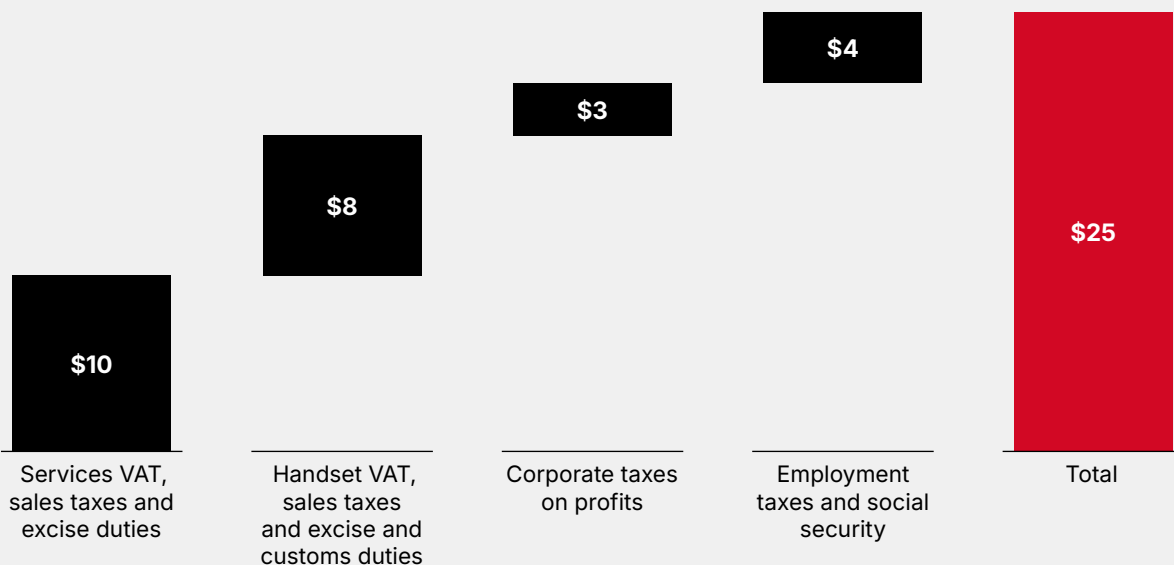 $4
$3
$8
$25
$10
Services VAT,
sales taxes and
excise duties
Handset VAT,
sales taxes
and excise and
customs duties
Corporate taxes
on profits
Employment
taxes and social
security
Total